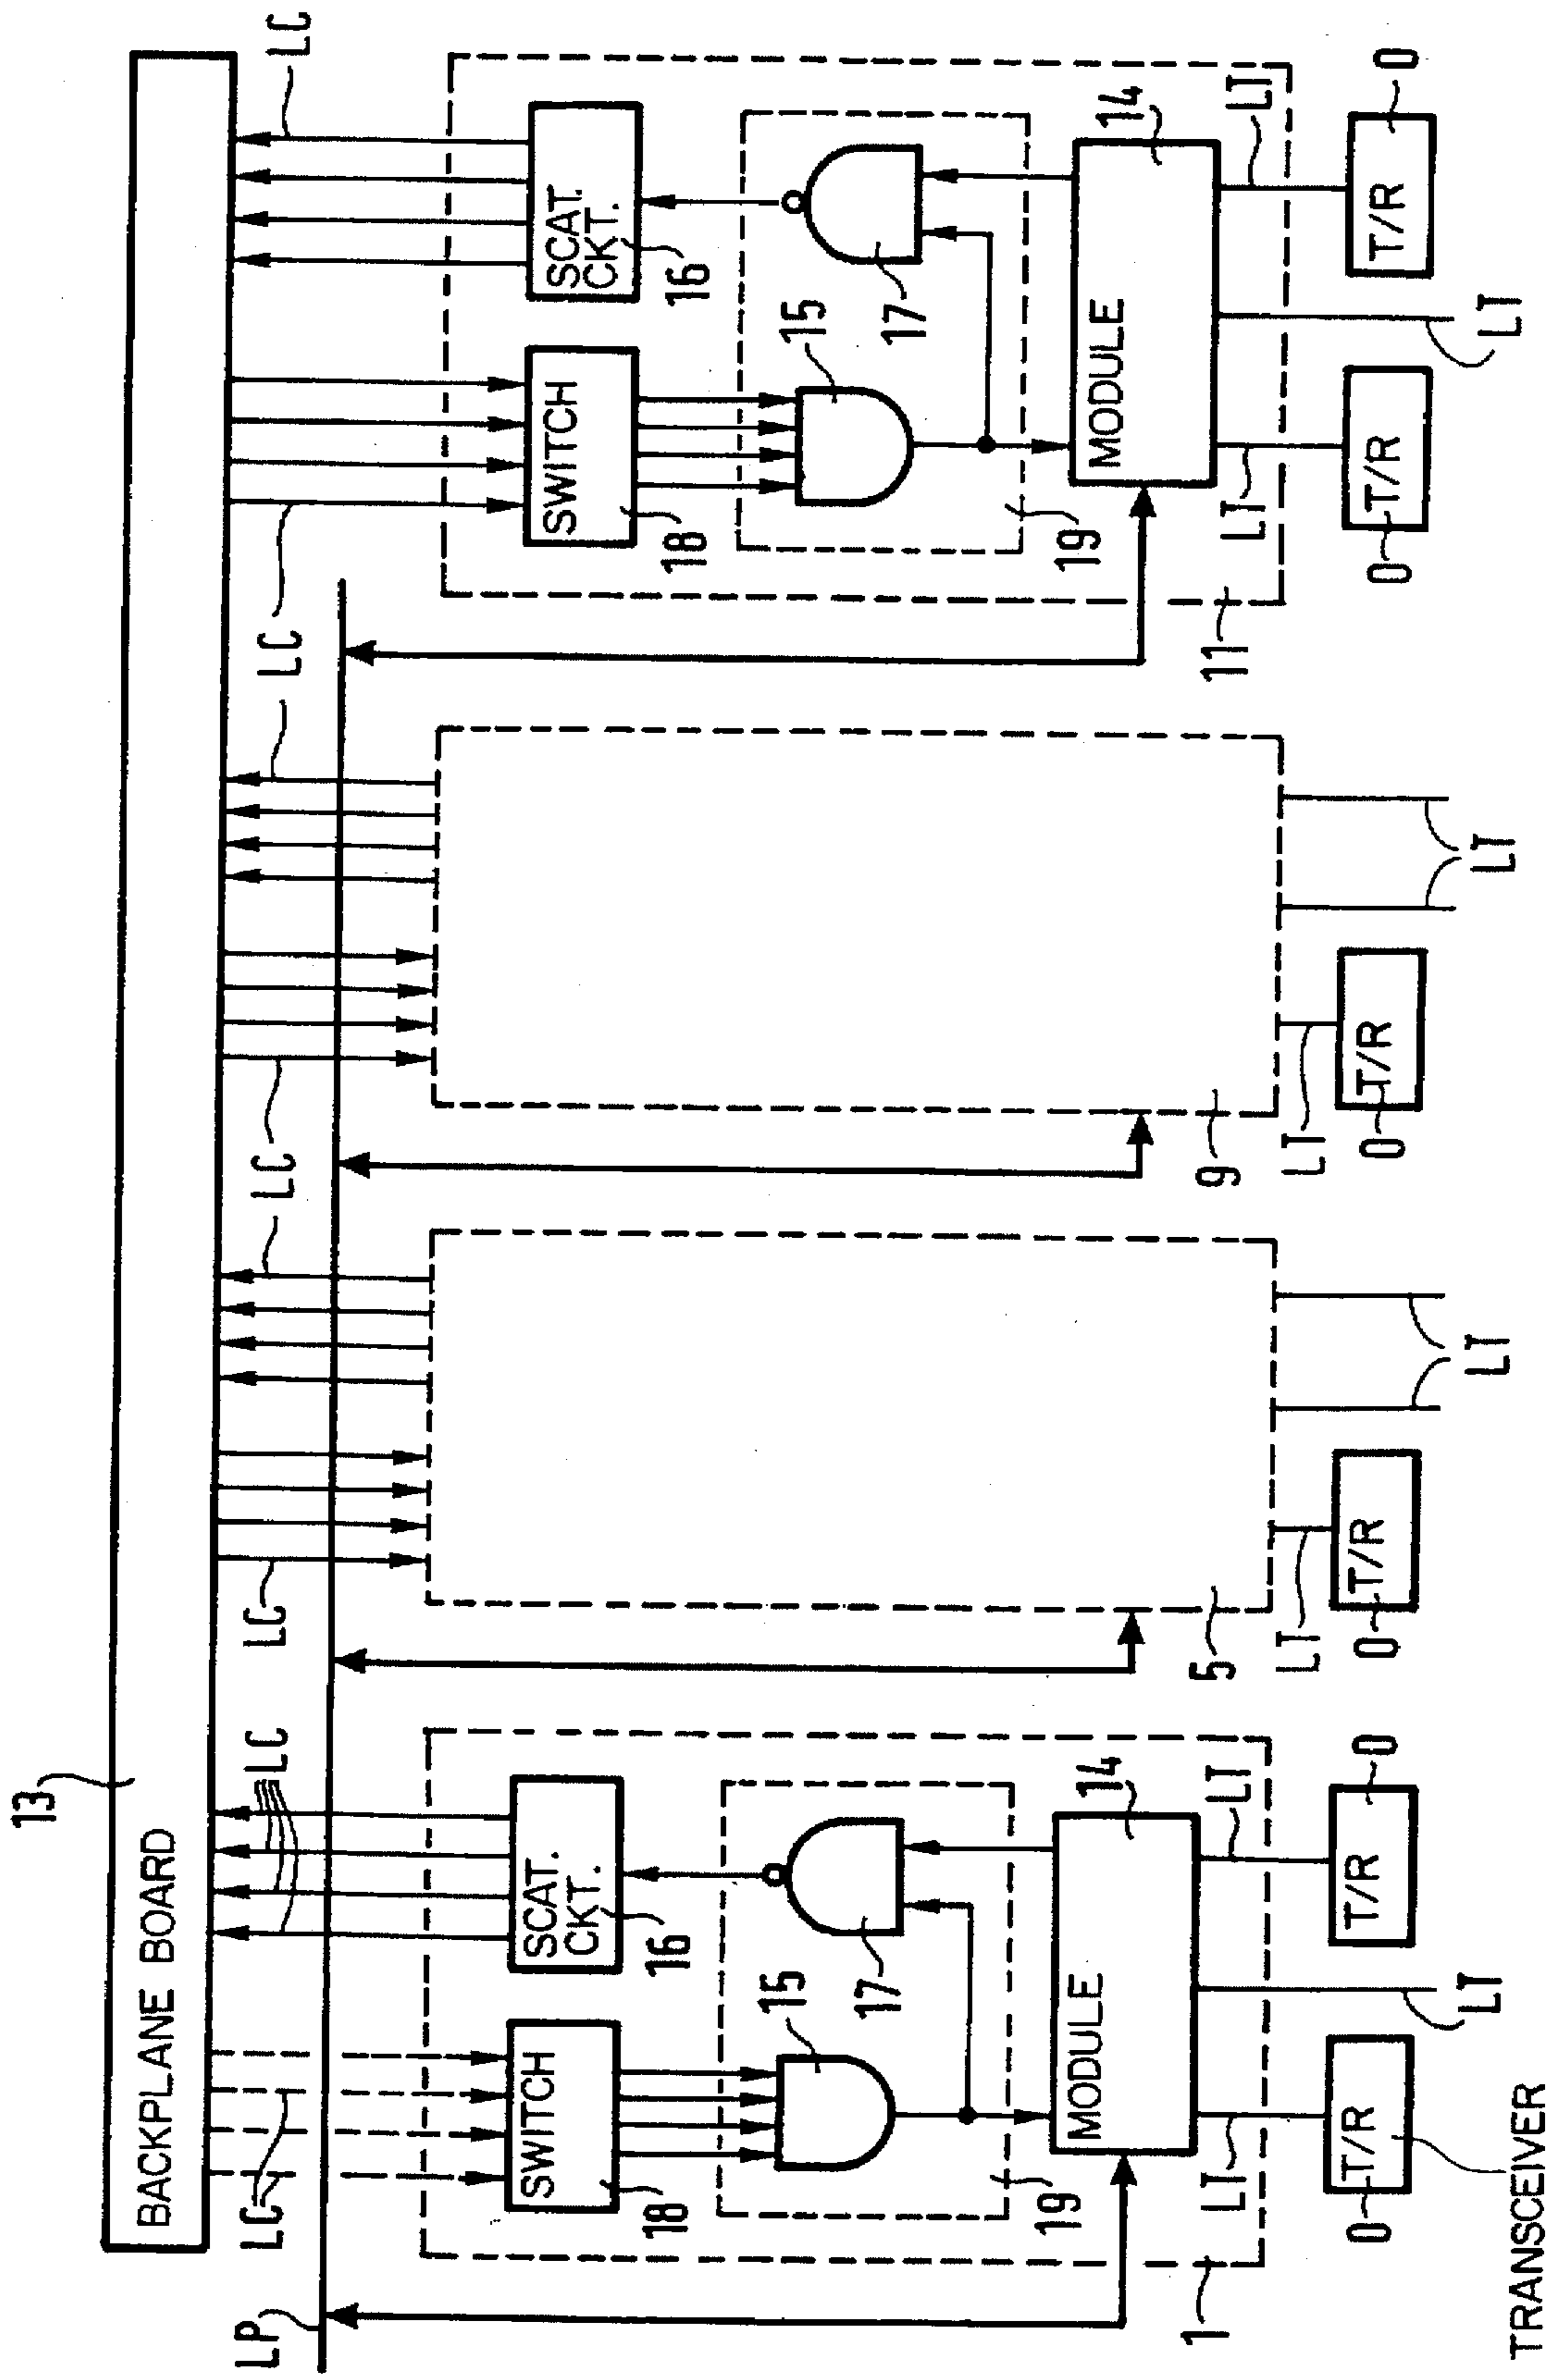 13
BACKPLANE BOARD
LP
LC
LC
LC
LC
LC
LC
LC
LC
SWITCH
18
SCAT.
CKT.
16
15
17
19
MODULE
14
1
LT
LT
LT
T/R
0
T/R
0
TRANSCEIVER
5
LT
LT
T/R
0
9
LT
LT
T/R
0
SWITCH
18
SCAT.
CKT.
16
15
17
19
MODULE
14
11
LT
LT
LT
T/R
0
T/R
0